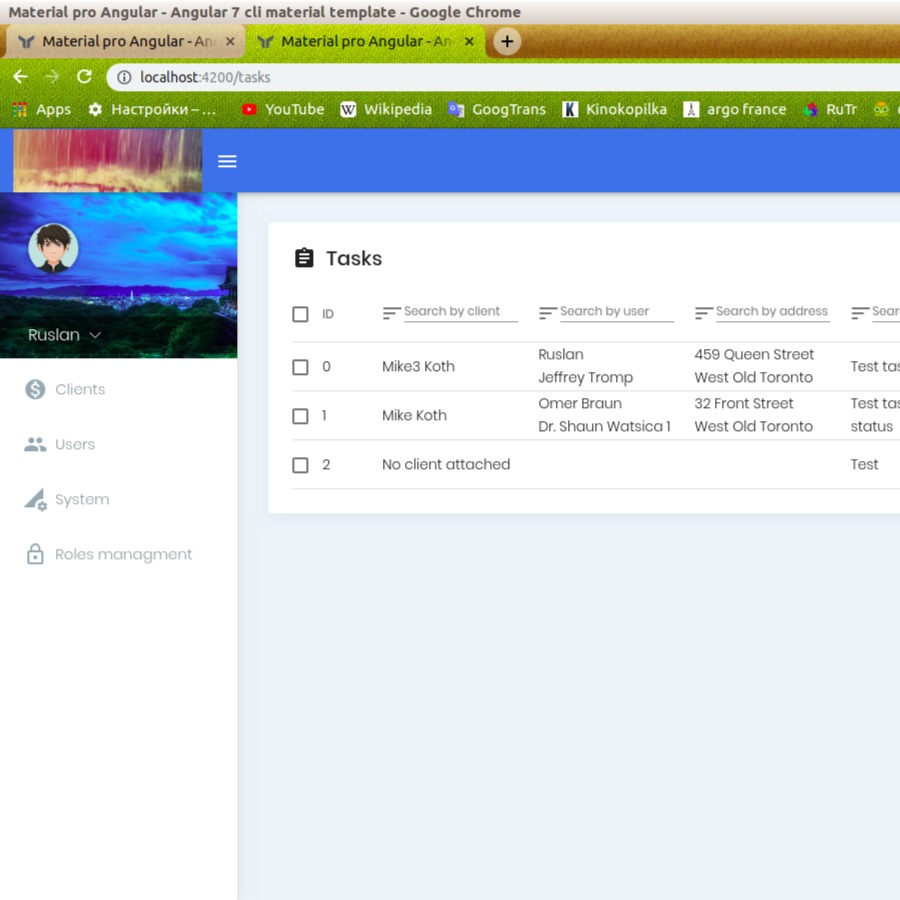 Material pro Angular - Angular 7 cli material template - Google Chrome
Material pro Angular - An
Material pro Angular - An
localhost:4200/tasks
Apps Настройки – ... YouTube Wikipedia GoogTrans Kinokopilka argo france RuTr
Tasks
ID Search by client Search by user Search by address Sear
0 Mike3 Koth Ruslan 459 Queen Street Test tas
Jeffrey Tromp West Old Toronto
1 Mike Koth Omer Braun 32 Front Street Test tas
Dr. Shaun Watsica 1 West Old Toronto status
2 No client attached Test
Ruslan
Clients
Users
System
Roles managment